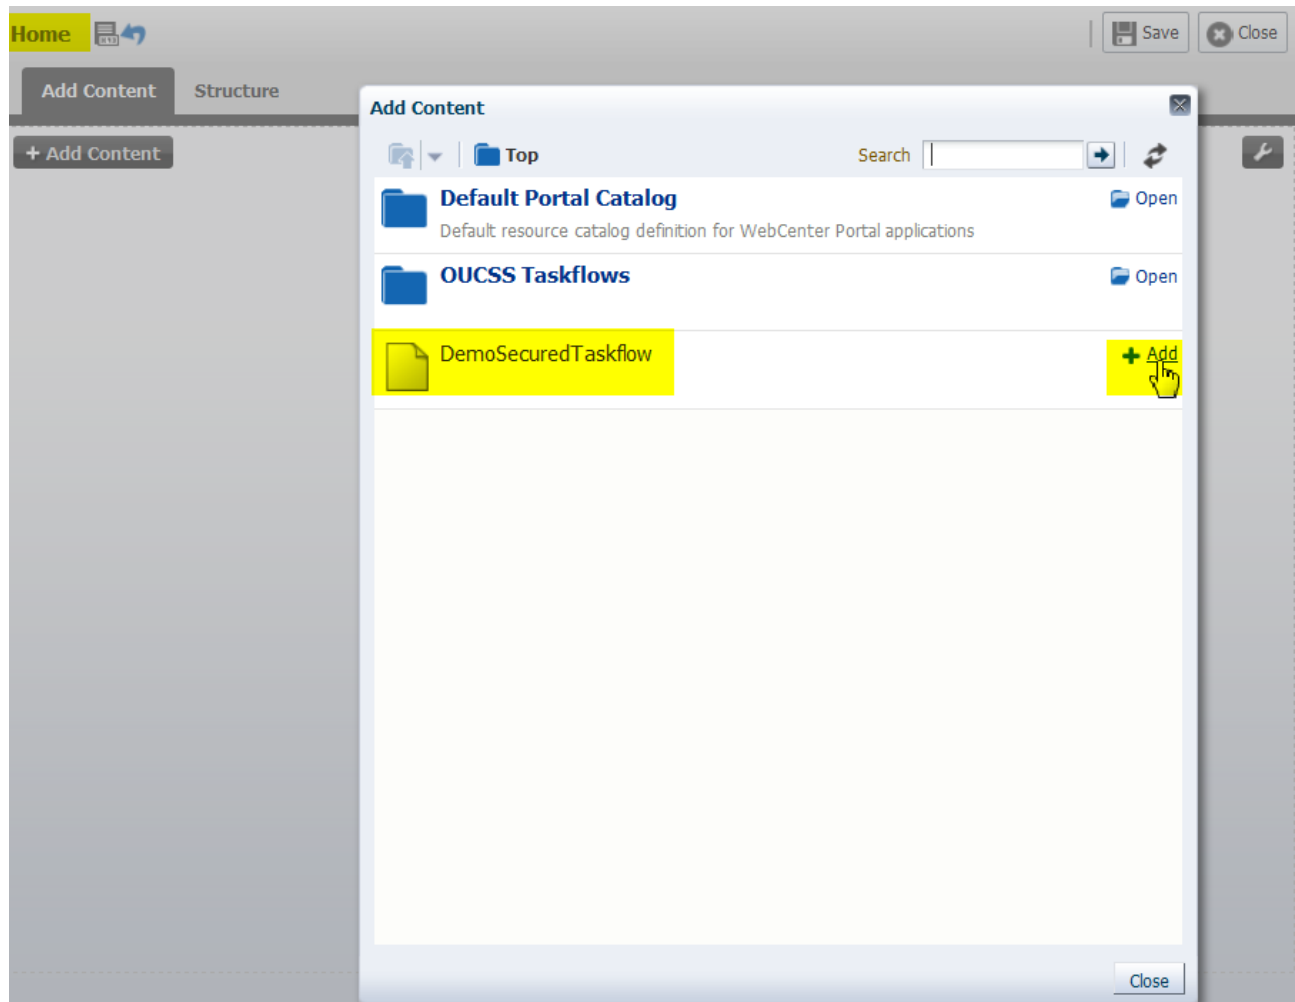 Home
Save
Close
Add Content
Structure
Add Content
+ Add Content
Top
Search
Default Portal Catalog
Open
Default resource catalog definition for WebCenter Portal applications
OUCSS Taskflows
Open
DemoSecuredTaskflow
Add
Close